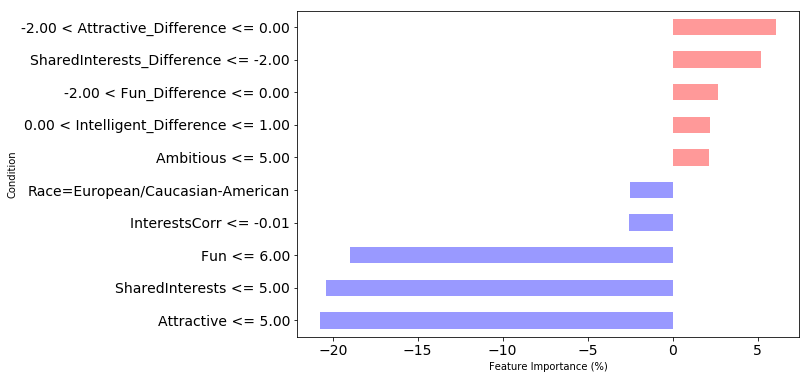 -2.00 < Attractive_Difference <= 0.00
SharedInterests_Difference <= -2.00
-2.00 < Fun_Difference <= 0.00
0.00 < Intelligent_Difference <= 1.00
Ambitious <= 5.00
Race=European/Caucasian-American
InterestsCorr <= -0.01
Fun <= 6.00
SharedInterests <= 5.00
Attractive <= 5.00
Condition
−20 −15 −10 −5 0 5
Feature Importance (%)